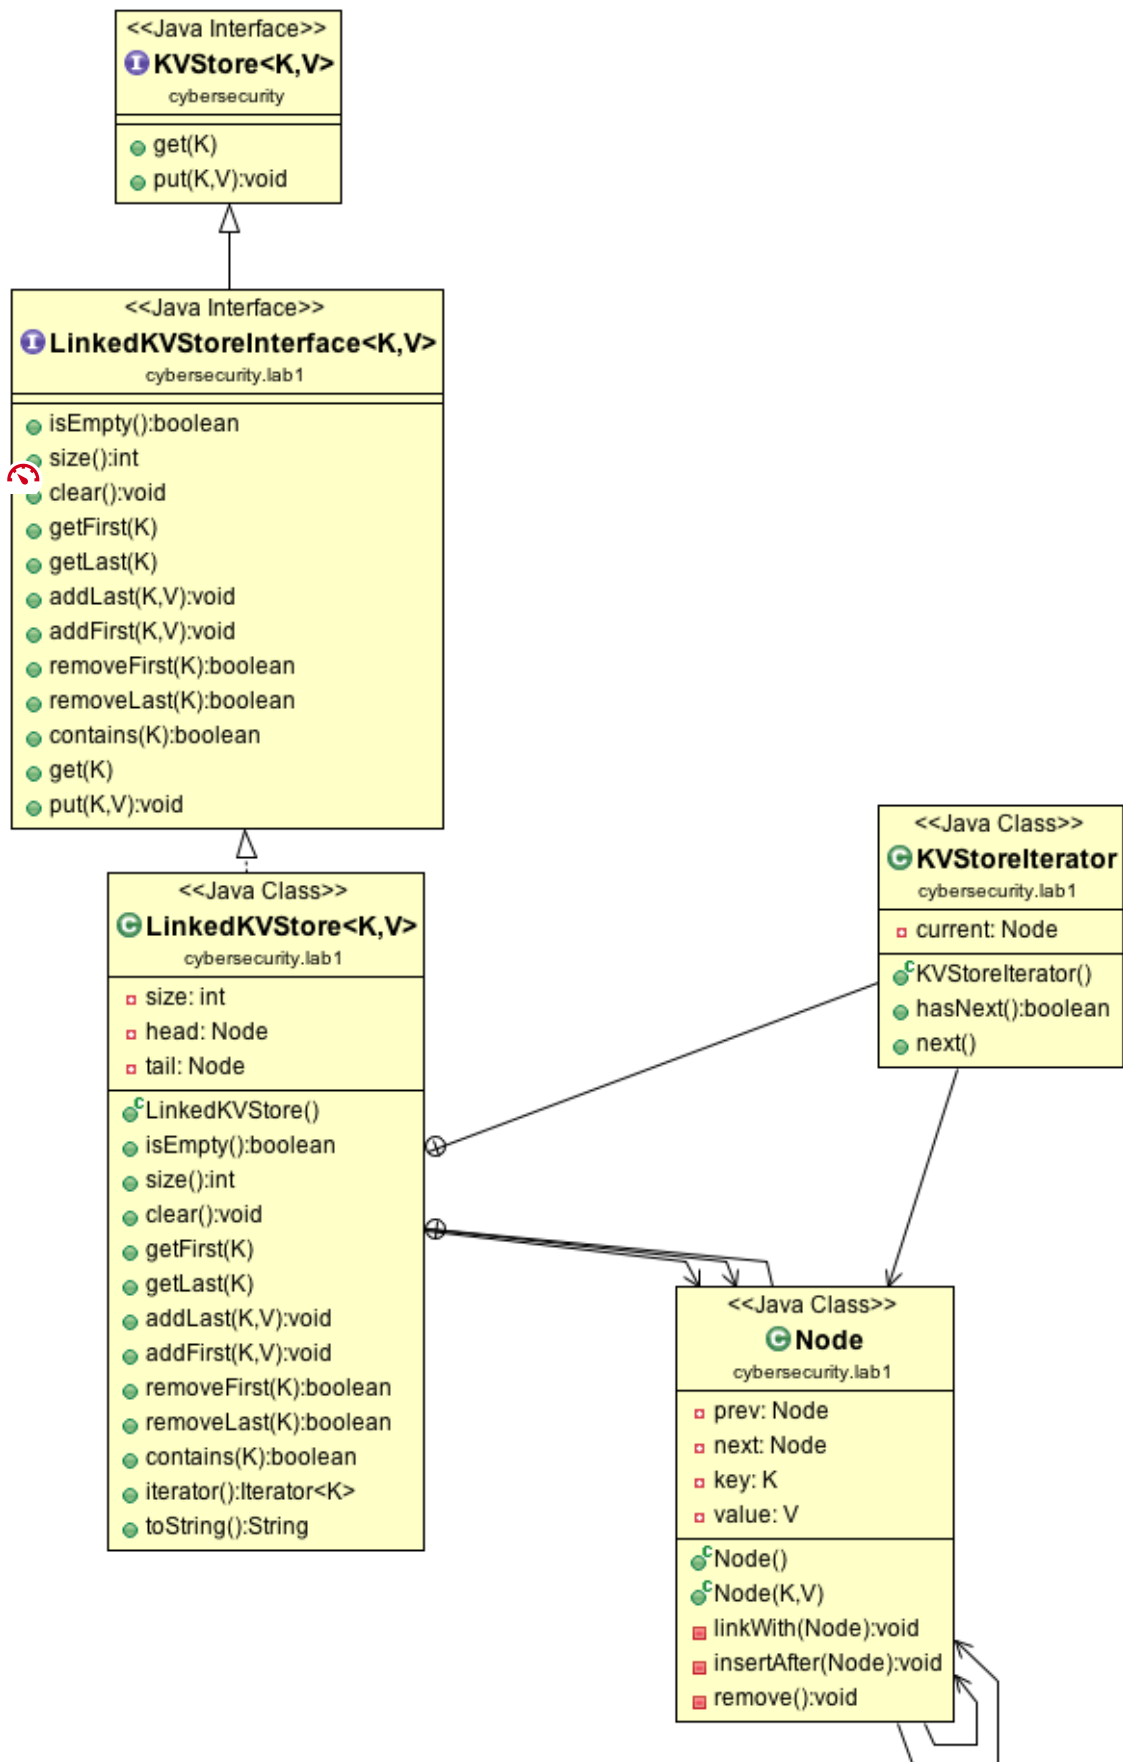 <<Java Interface>>
KVStore<K,V>
cybersecurity
get(K)
put(K,V):void
<<Java Interface>>
LinkedKVStoreInterface<K,V>
cybersecurity.lab1
isEmpty():boolean
size():int
clear():void
getFirst(K)
getLast(K)
addLast(K,V):void
addFirst(K,V):void
removeFirst(K):boolean
removeLast(K):boolean
contains(K):boolean
get(K)
put(K,V):void
<<Java Class>>
LinkedKVStore<K,V>
cybersecurity.lab1
size: int
head: Node
tail: Node
LinkedKVStore()
isEmpty():boolean
size():int
clear():void
getFirst(K)
getLast(K)
addLast(K,V):void
addFirst(K,V):void
removeFirst(K):boolean
removeLast(K):boolean
contains(K):boolean
iterator():Iterator<K>
toString():String
<<Java Class>>
KVStoreIterator
cybersecurity.lab1
current: Node
KVStoreIterator()
hasNext():boolean
next()
<<Java Class>>
Node
cybersecurity.lab1
prev: Node
next: Node
key: K
value: V
Node()
Node(K,V)
linkWith(Node):void
insertAfter(Node):void
remove():void